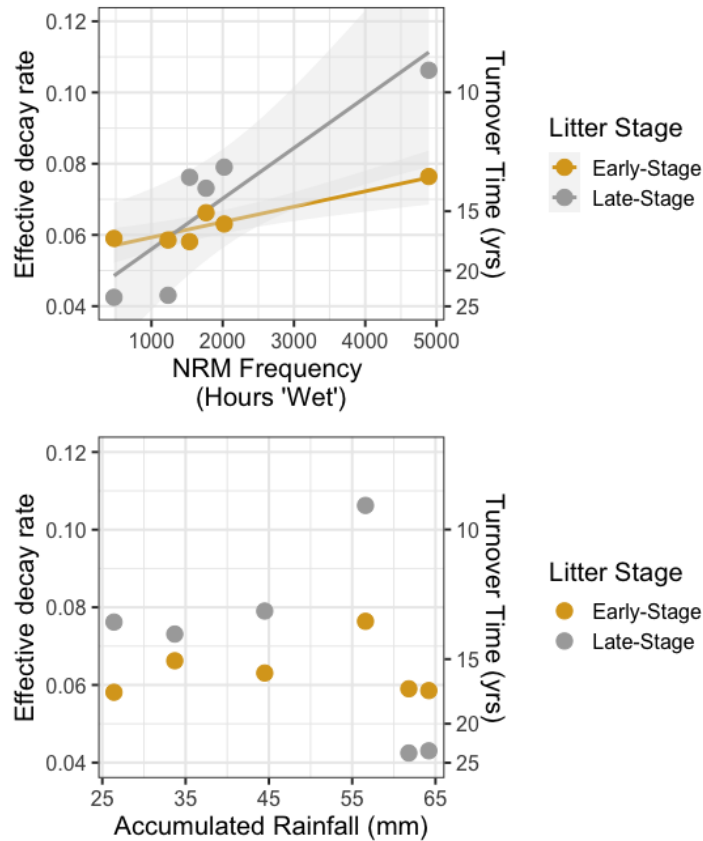 0.12
0.10
0.08
0.06
0.04
Effective decay rate
10
15
20
25
Turnover Time (yrs)
1000 2000 3000 4000 5000
NRM Frequency
(Hours 'Wet')
Litter Stage
Early-Stage
Late-Stage
0.12
0.10
0.08
0.06
0.04
Effective decay rate
10
15
20
25
Turnover Time (yrs)
25 35 45 55 65
Accumulated Rainfall (mm)
Litter Stage
Early-Stage
Late-Stage